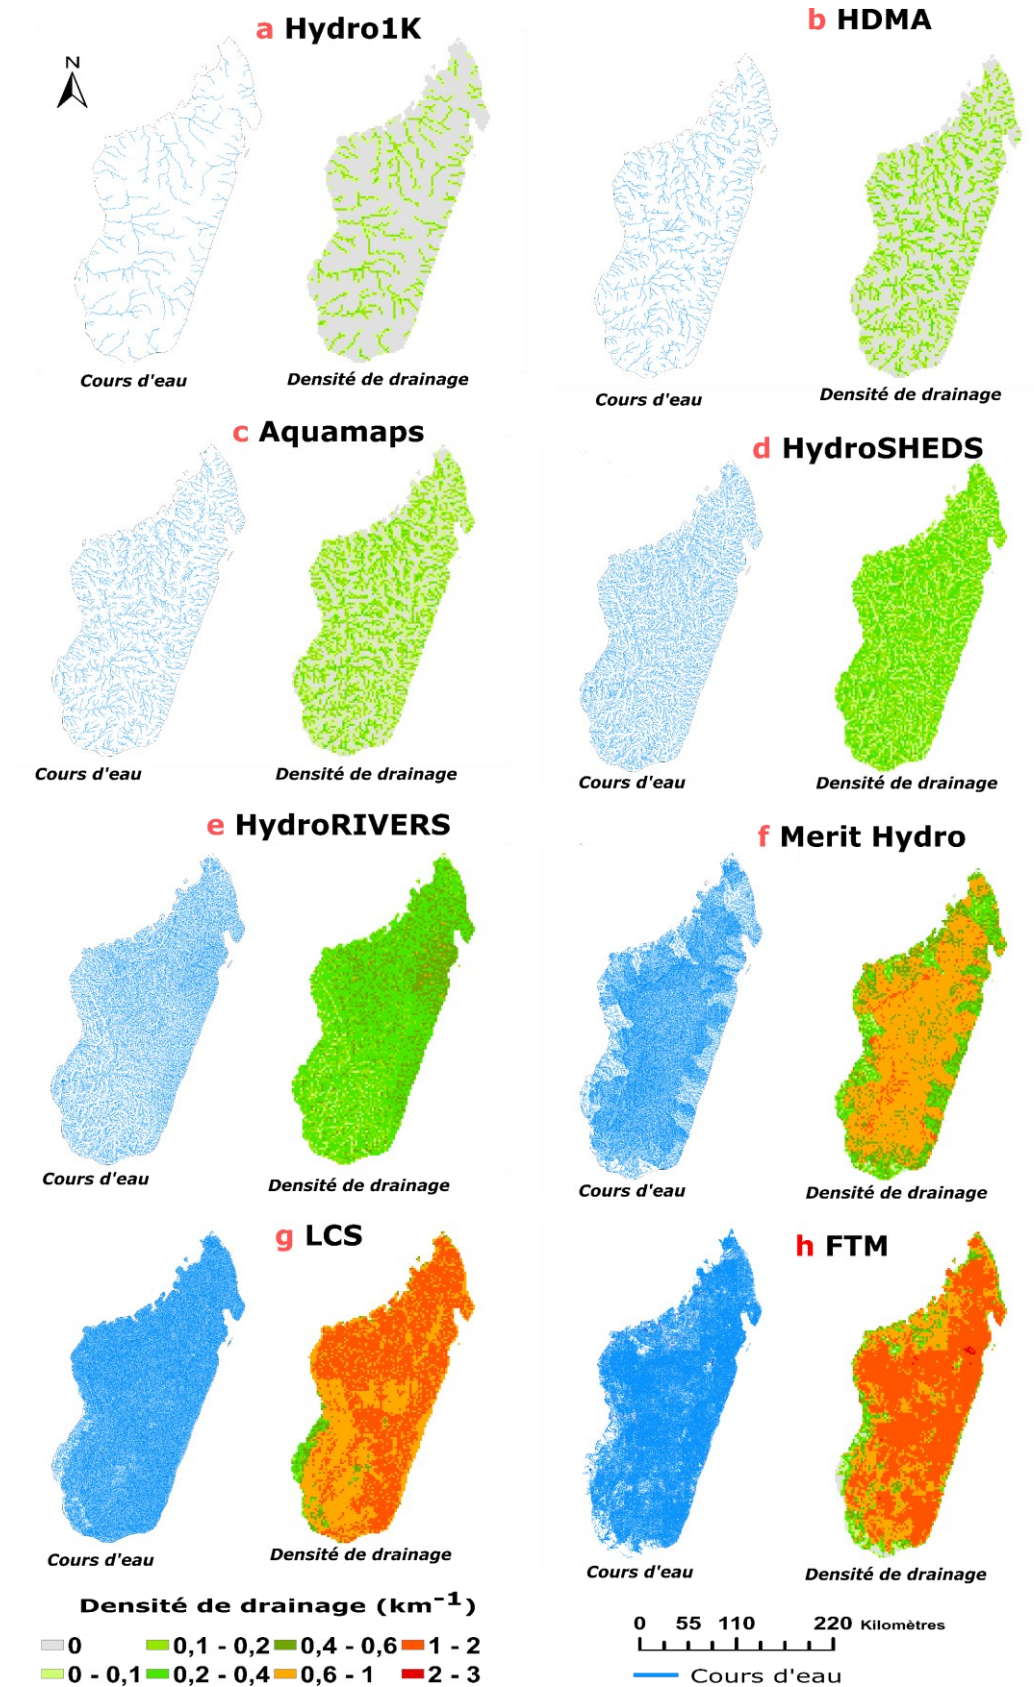 a Hydro1K
b HDMA
N
Cours d'eau
Densité de drainage
Cours d'eau
Densité de drainage
c Aquamaps
d HydroSHEDS
Cours d'eau
Densité de drainage
Cours d'eau
Densité de drainage
e HydroRIVERS
f Merit Hydro
Cours d'eau
Densité de drainage
Cours d'eau
Densité de drainage
g LCS
h FTM
Cours d'eau
Densité de drainage
Cours d'eau
Densité de drainage
Densité de drainage (km⁻¹)
0 0,1 - 0,2 0,4 - 0,6 1 - 2
0 - 0,1 0,2 - 0,4 0,6 - 1 2 - 3
0 55 110 220 Kilomètres
Cours d'eau